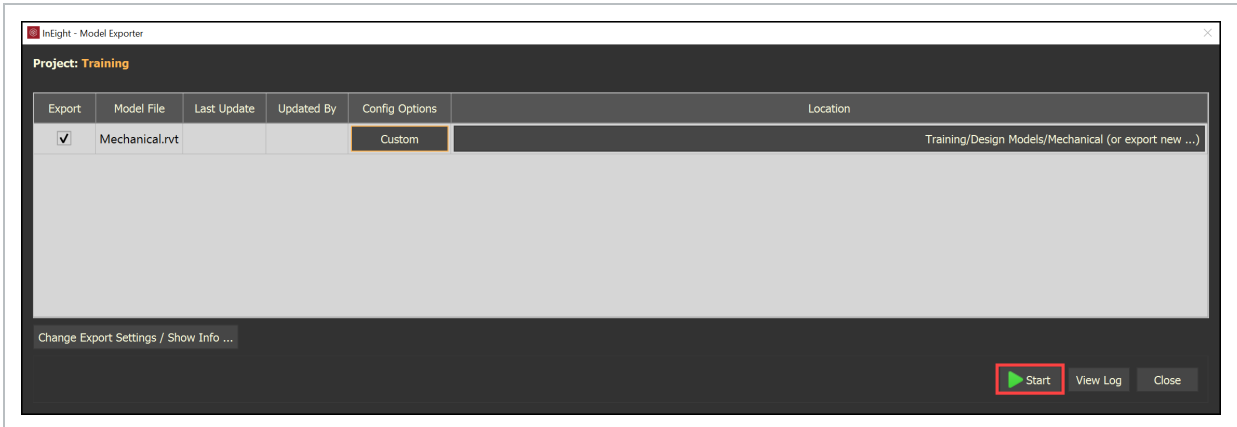 InEight - Model Exporter
Project: Training
Export Model File Last Update Updated By Config Options Location
Mechanical.rvt Custom Training/Design Models/Mechanical (or export new ...)
Change Export Settings / Show Info ...
Start View Log Close